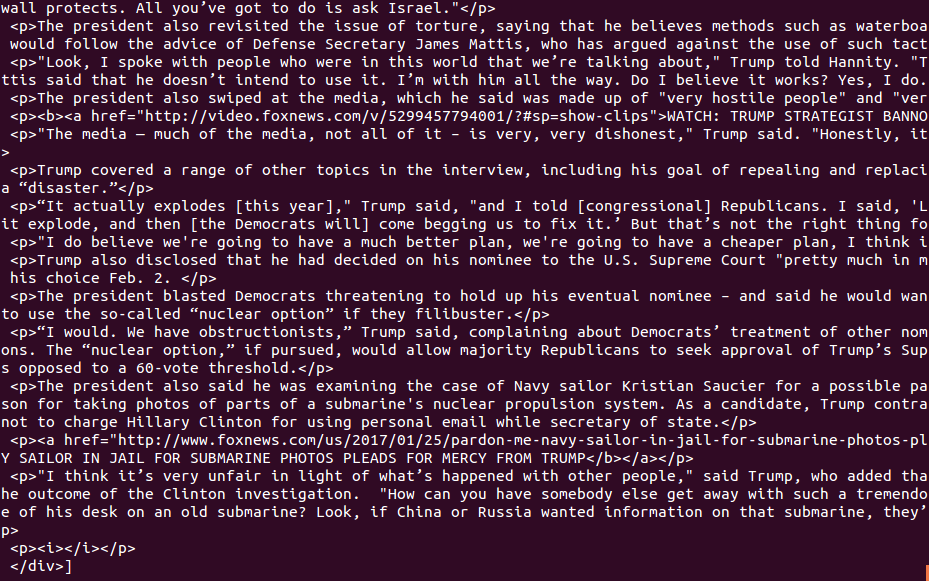 wall protects. All you’ve got to do is ask Israel."</p>
<p>The president also revisited the issue of torture, saying that he believes methods such as waterboa
would follow the advice of Defense Secretary James Mattis, who has argued against the use of such tact
<p>"Look, I spoke with people who were in this world that we’re talking about," Trump told Hannity. "T
ttis said that he doesn’t intend to use it. I’m with him all the way. Do I believe it works? Yes, I do.
<p>The president also swiped at the media, which he said was made up of "very hostile people" and "ver
<p><b><a href="http://video.foxnews.com/v/5299457794001/?#sp=show-clips">WATCH: TRUMP STRATEGIST BANNO
<p>"The media — much of the media, not all of it – is very, very dishonest," Trump said. "Honestly, it
>
<p>Trump covered a range of other topics in the interview, including his goal of repealing and replaci
a “disaster.”</p>
<p>“It actually explodes [this year]," Trump said, "and I told [congressional] Republicans. I said, 'L
it explode, and then [the Democrats will] come begging us to fix it.’ But that’s not the right thing fo
<p>"I do believe we're going to have a much better plan, we're going to have a cheaper plan, I think i
<p>Trump also disclosed that he had decided on his nominee to the U.S. Supreme Court "pretty much in m
his choice Feb. 2. </p>
<p>The president blasted Democrats threatening to hold up his eventual nominee – and said he would wan
to use the so-called “nuclear option” if they filibuster.</p>
<p>“I would. We have obstructionists,” Trump said, complaining about Democrats’ treatment of other nom
ons. The “nuclear option,” if pursued, would allow majority Republicans to seek approval of Trump’s Sup
s opposed to a 60-vote threshold.</p>
<p>The president also said he was examining the case of Navy sailor Kristian Saucier for a possible pa
son for taking photos of parts of a submarine's nuclear propulsion system. As a candidate, Trump contra
not to charge Hillary Clinton for using personal email while secretary of state.</p>
<p><a href="http://www.foxnews.com/us/2017/01/25/pardon-me-navy-sailor-in-jail-for-submarine-photos-pl
Y SAILOR IN JAIL FOR SUBMARINE PHOTOS PLEADS FOR MERCY FROM TRUMP</b></a></p>
<p>"I think it’s very unfair in light of what’s happened with other people," said Trump, who added tha
he outcome of the Clinton investigation.  "How can you have somebody else get away with such a tremendo
e of his desk on an old submarine? Look, if China or Russia wanted information on that submarine, they’
p>
<p><i></i></p>
</div>]